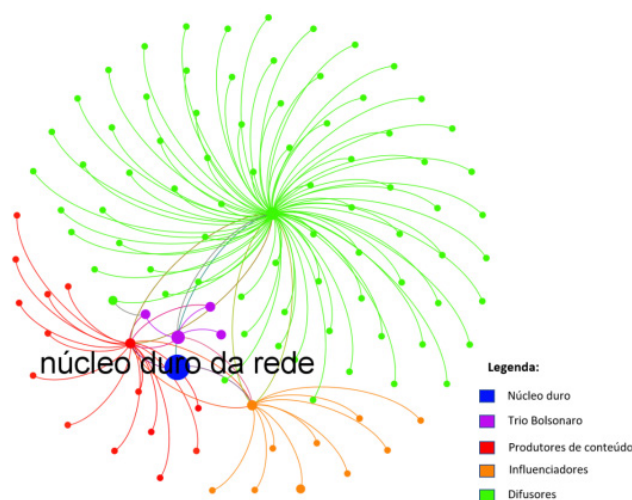 núcleo duro da rede
Legenda:
Núcleo duro
Trio Bolsonaro
Produtores de conteúdo
Influenciadores
Difusores